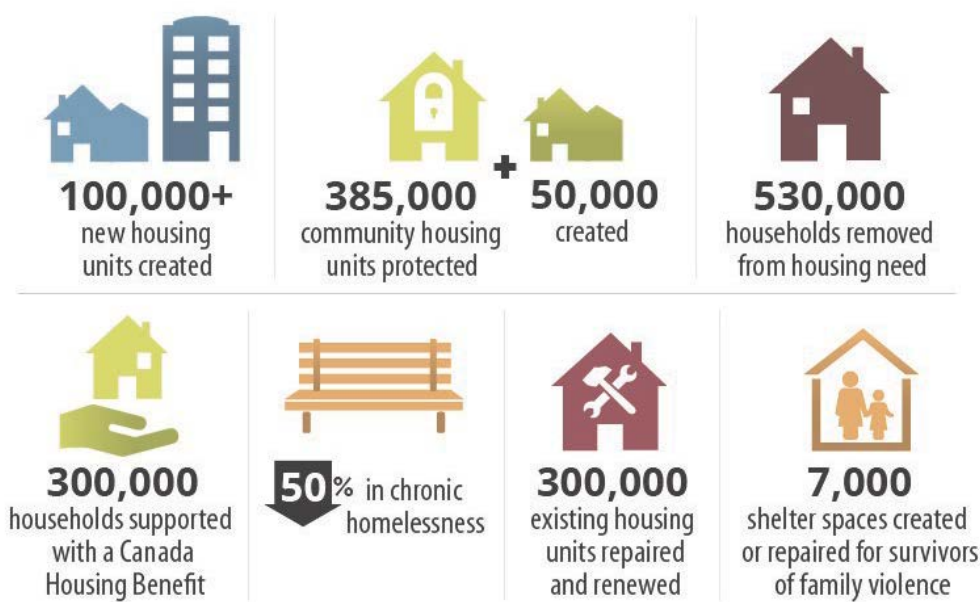 100,000+
new housing
units created
385,000
community housing
units protected
+
50,000
created
530,000
households removed
from housing need
300,000
households supported
with a Canada
Housing Benefit
50% in chronic
homelessness
300,000
existing housing
units repaired
and renewed
7,000
shelter spaces created
or repaired for survivors
of family violence